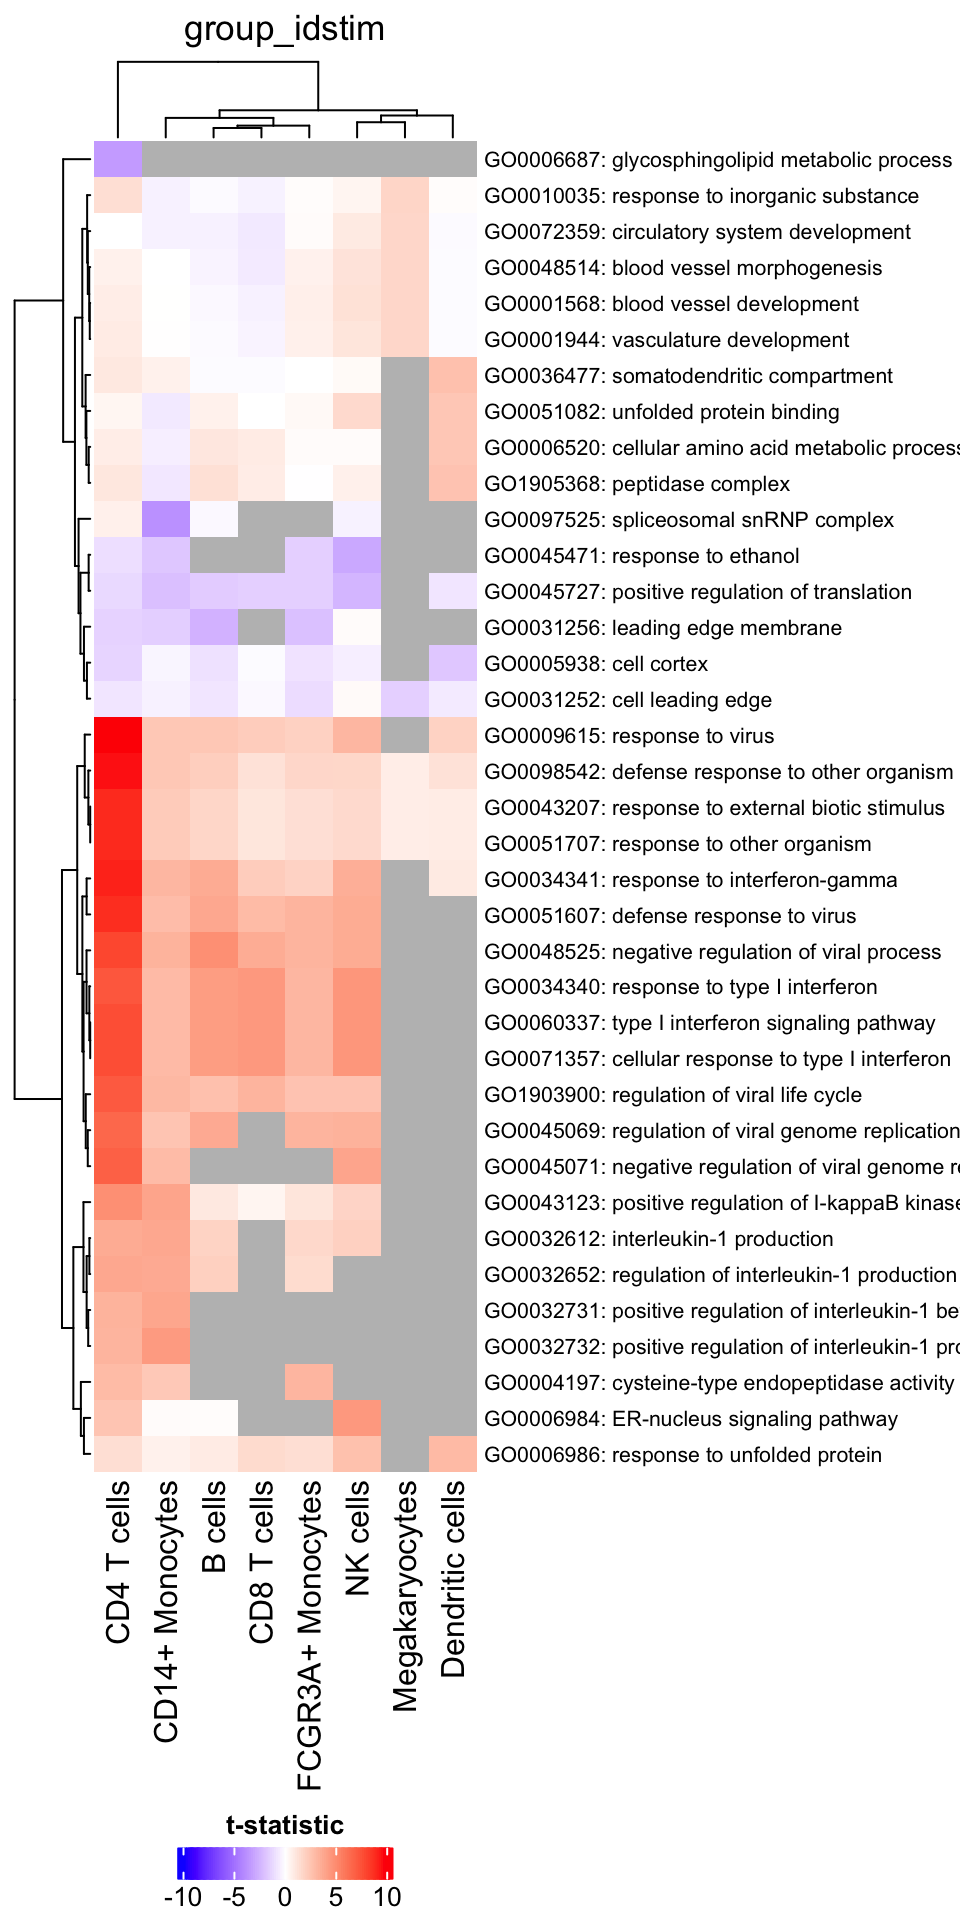 group_idstim
GO0006687: glycosphingolipid metabolic process
GO0010035: response to inorganic substance
GO0072359: circulatory system development
GO0048514: blood vessel morphogenesis
GO0001568: blood vessel development
GO0001944: vasculature development
GO0036477: somatodendritic compartment
GO0051082: unfolded protein binding
GO0006520: cellular amino acid metabolic process
GO1905368: peptidase complex
GO0097525: spliceosomal snRNP complex
GO0045471: response to ethanol
GO0045727: positive regulation of translation
GO0031256: leading edge membrane
GO0005938: cell cortex
GO0031252: cell leading edge
GO0009615: response to virus
GO0098542: defense response to other organism
GO0043207: response to external biotic stimulus
GO0051707: response to other organism
GO0034341: response to interferon-gamma
GO0051607: defense response to virus
GO0048525: negative regulation of viral process
GO0034340: response to type I interferon
GO0060337: type I interferon signaling pathway
GO0071357: cellular response to type I interferon
GO1903900: regulation of viral life cycle
GO0045069: regulation of viral genome replication
GO0045071: negative regulation of viral genome re
GO0043123: positive regulation of I-kappaB kinase
GO0032612: interleukin-1 production
GO0032652: regulation of interleukin-1 production
GO0032731: positive regulation of interleukin-1 be
GO0032732: positive regulation of interleukin-1 pro
GO0004197: cysteine-type endopeptidase activity
GO0006984: ER-nucleus signaling pathway
GO0006986: response to unfolded protein
CD4 T cells
CD14+ Monocytes
B cells
CD8 T cells
FCGR3A+ Monocytes
NK cells
Megakaryocytes
Dendritic cells
t-statistic
-10 -5 0 5 10